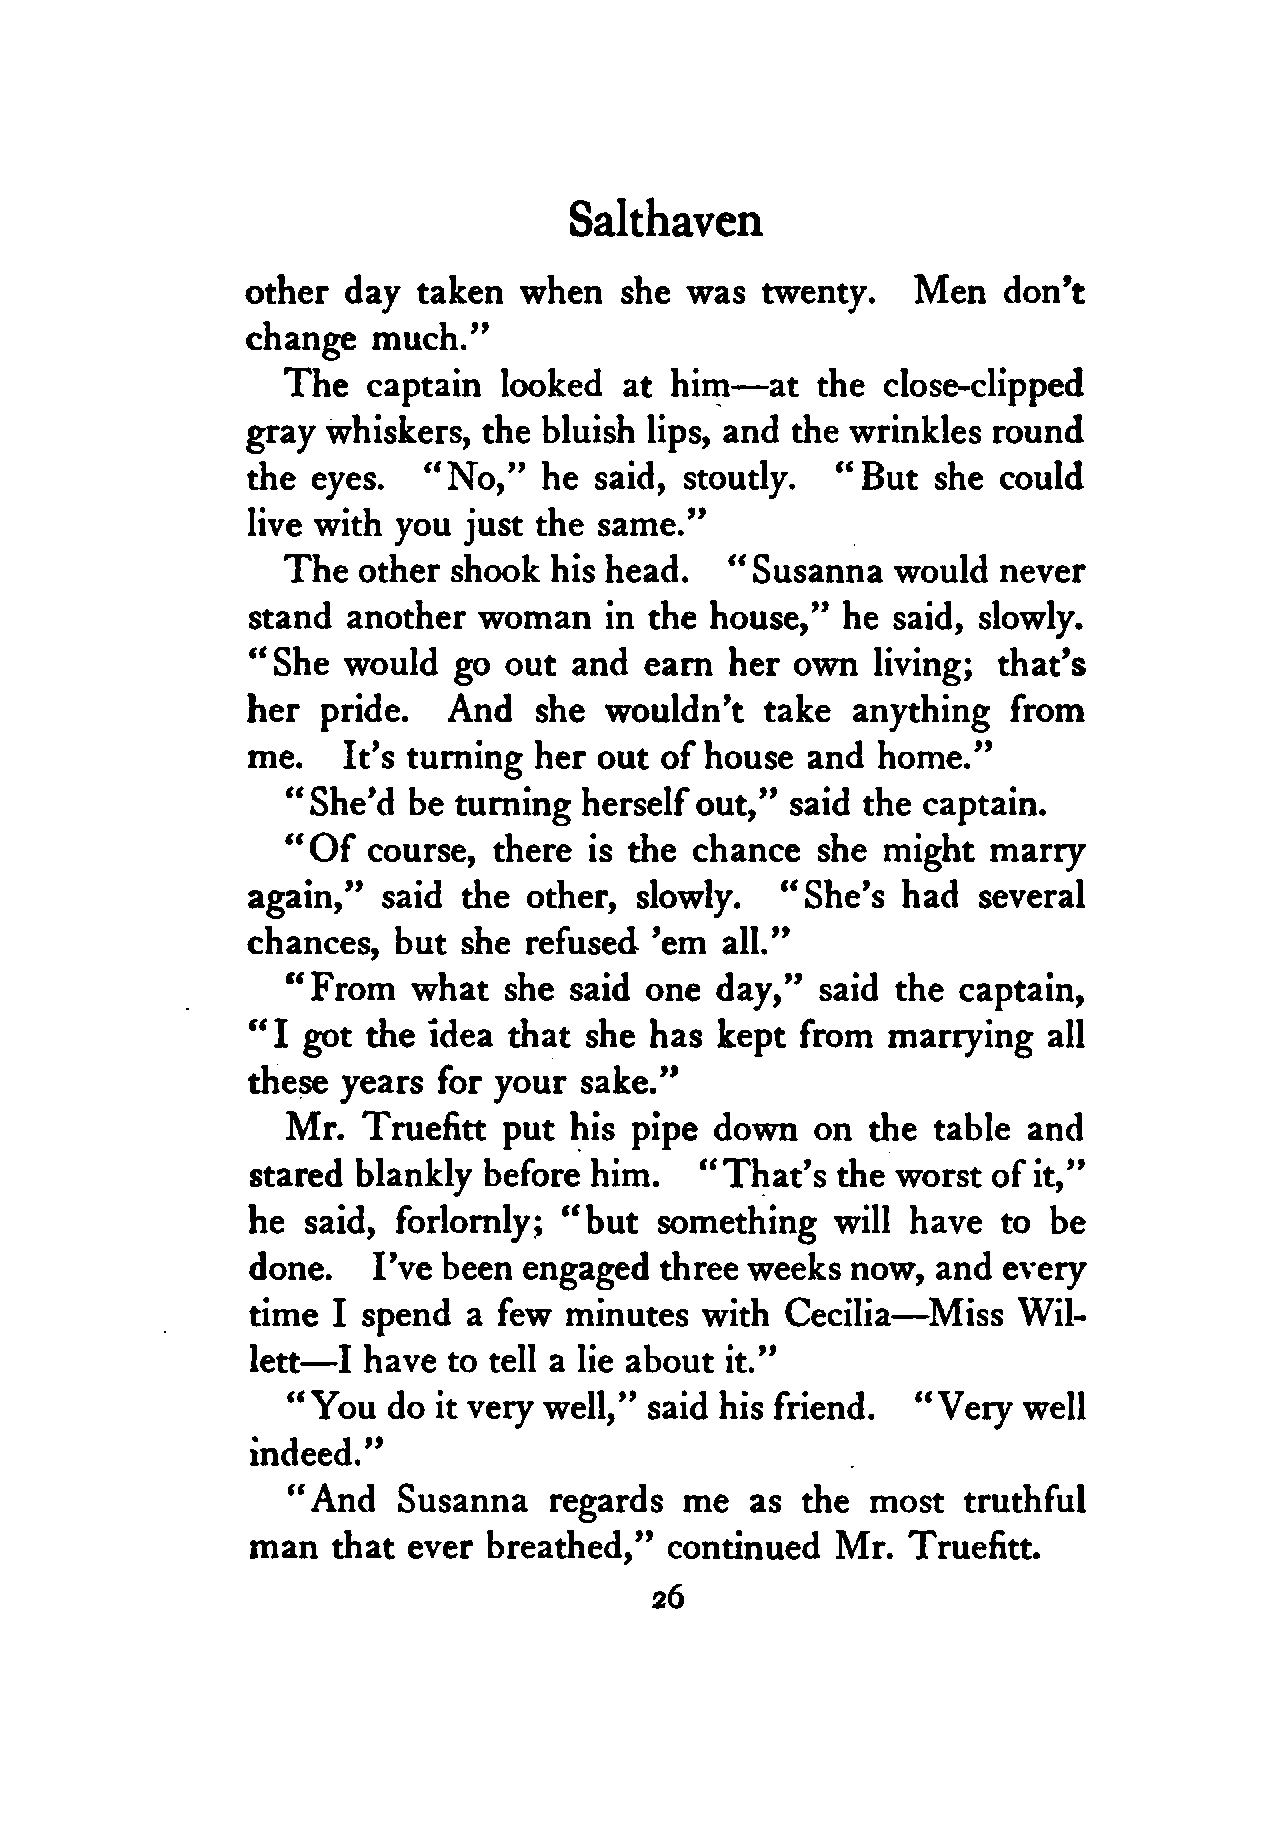 Salthaven
other day taken when she was twenty. Men don't
change much."
The captain looked at him—at the close-clipped
gray whiskers, the bluish lips, and the wrinkles round
the eyes. "No," he said, stoutly. "But she could
live with you just the same."
The other shook his head. "Susanna would never
stand another woman in the house," he said, slowly.
"She would go out and earn her own living; that's
her pride. And she wouldn't take anything from
me. It's turning her out of house and home."
"She'd be turning herself out," said the captain.
"Of course, there is the chance she might marry
again," said the other, slowly. "She's had several
chances, but she refused 'em all."
"From what she said one day," said the captain,
"I got the idea that she has kept from marrying all
these years for your sake."
Mr. Truefitt put his pipe down on the table and
stared blankly before him. "That's the worst of it,"
he said, forlornly; "but something will have to be
done. I've been engaged three weeks now, and every
time I spend a few minutes with Cecilia—Miss Wil-
lett—I have to tell a lie about it."
"You do it very well," said his friend. "Very well
indeed."
"And Susanna regards me as the most truthful
man that ever breathed," continued Mr. Truefitt.
26